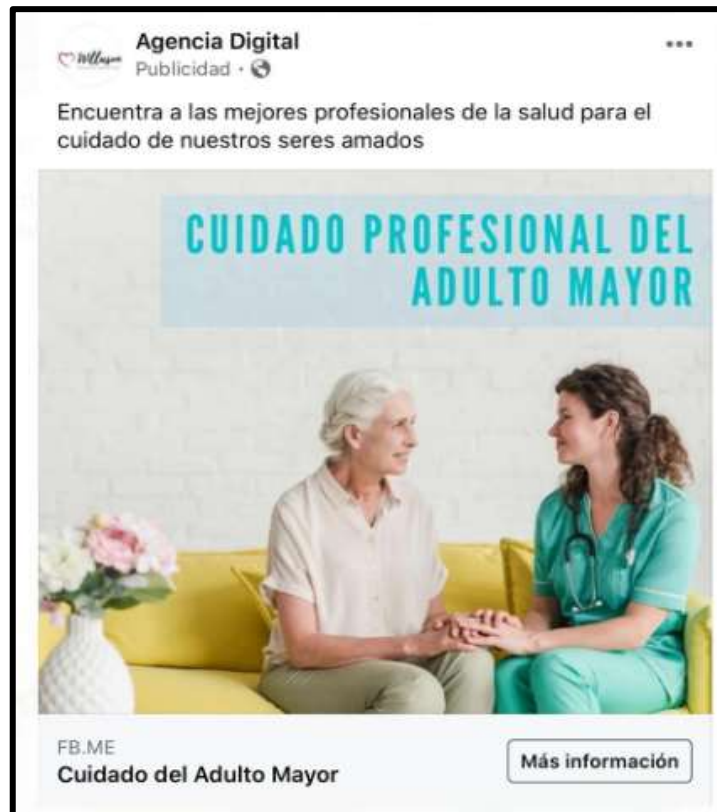 Agencia Digital
Publicidad
Encuentra a las mejores profesionales de la salud para el
cuidado de nuestros seres amados
CUIDADO PROFESIONAL DEL
ADULTO MAYOR
FB.ME
Cuidado del Adulto Mayor
Más información